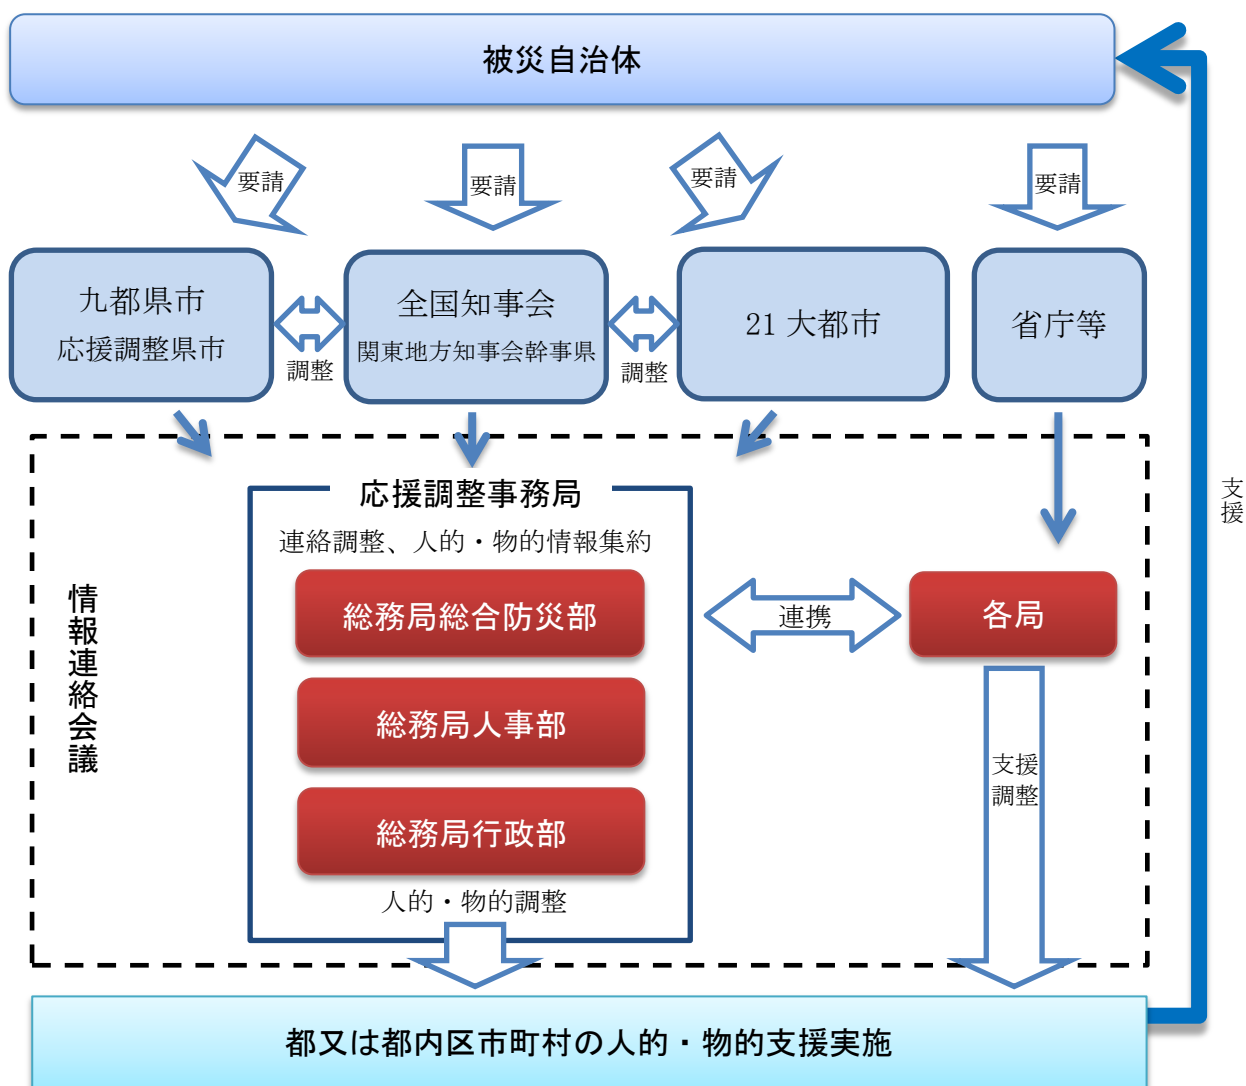 被災自治体
要請
要請
要請
要請
九都県市
応援調整県市
調整
全国知事会
関東地方知事会幹事県
調整
21 大都市
省庁等
支援
情報連絡会議
応援調整事務局
連絡調整、人的・物的情報集約
総務局総合防災部
総務局人事部
総務局行政部
人的・物的調整
連携
各局
支援
調整
都又は都内区市町村の人的・物的支援実施